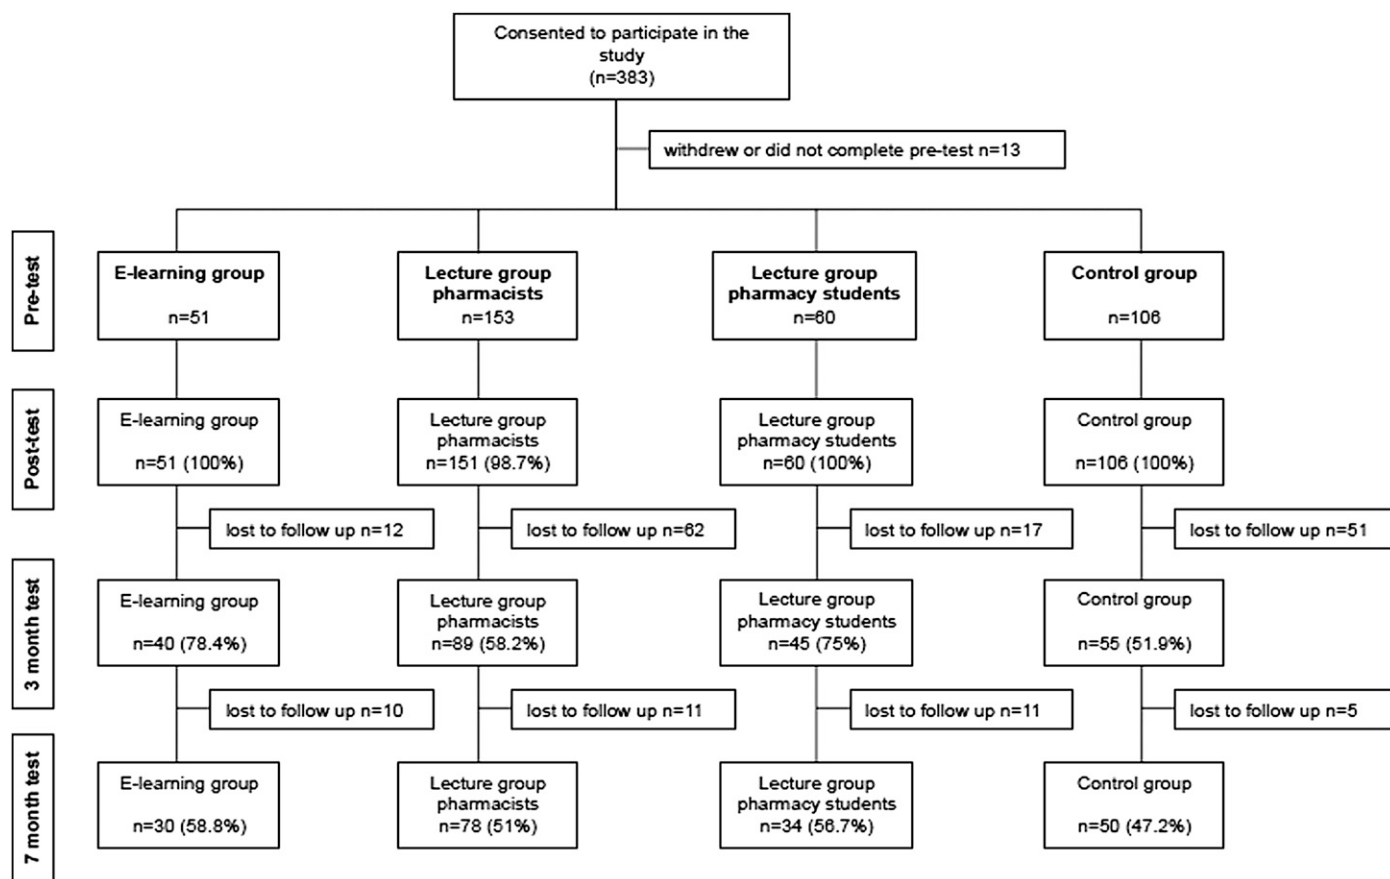 Consented to participate in the
study
(n=383)
withdrew or did not complete pre-test n=13
Pre-test
E-learning group
n=51
Lecture group
pharmacists
n=153
Lecture group
pharmacy students
n=60
Control group
n=106
Post-test
E-learning group
n=51 (100%)
Lecture group
pharmacists
n=151 (98.7%)
Lecture group
pharmacy students
n=60 (100%)
Control group
n=106 (100%)
lost to follow up n=12
lost to follow up n=62
lost to follow up n=17
lost to follow up n=51
3 month test
E-learning group
n=40 (78.4%)
Lecture group
pharmacists
n=89 (58.2%)
Lecture group
pharmacy students
n=45 (75%)
Control group
n=55 (51.9%)
lost to follow up n=10
lost to follow up n=11
lost to follow up n=11
lost to follow up n=5
7 month test
E-learning group
n=30 (58.8%)
Lecture group
pharmacists
n=78 (51%)
Lecture group
pharmacy students
n=34 (56.7%)
Control group
n=50 (47.2%)